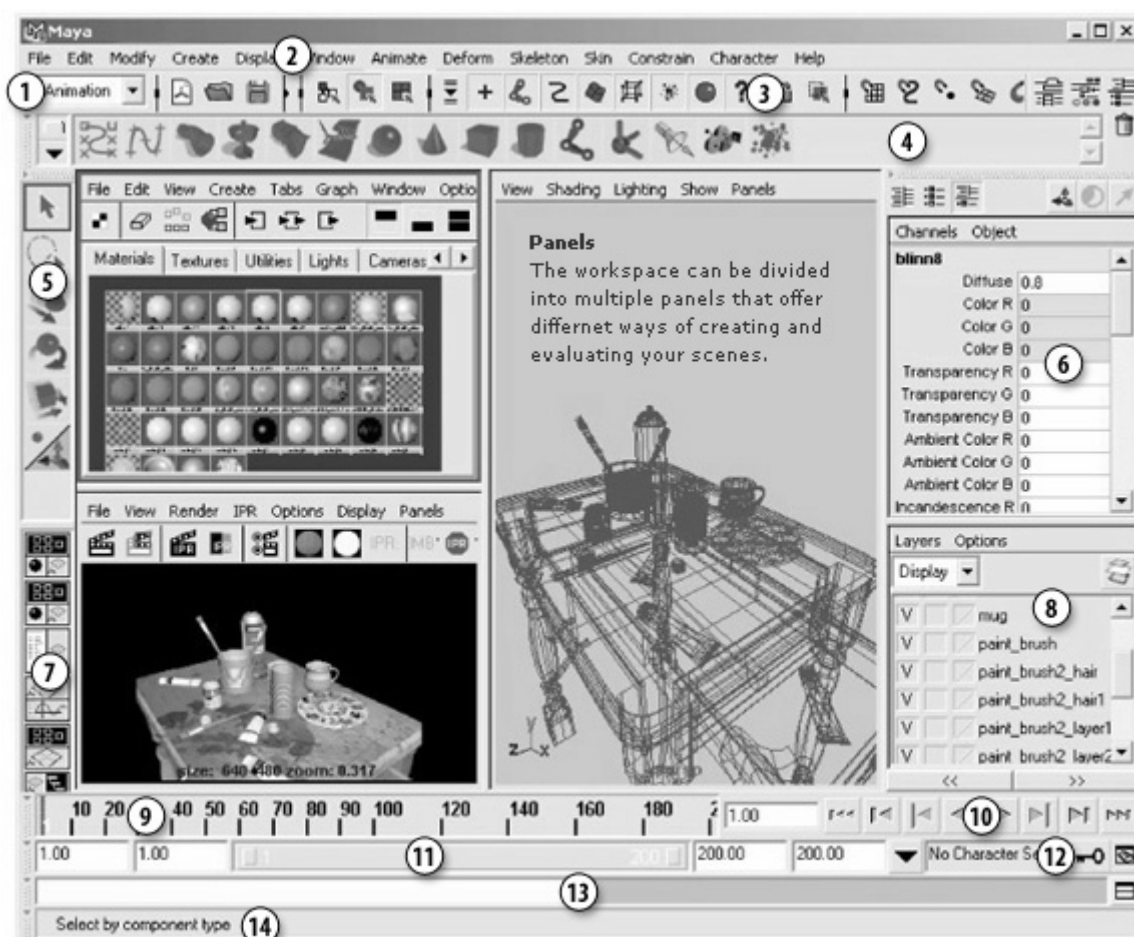 Maya
File Edit Modify Create Displ 2 indow Animate Deform Skeleton Skin Constrain Character Help
1 Animation 3
4
File Edit View Create Tabs Graph Window Optio
Materials Textures Utilities Lights Cameras
5
View Shading Lighting Show Panels
Panels
The workspace can be divided
into multiple panels that offer
differnet ways of creating and
evaluating your scenes.
y
z x
Channels Object
blinn8
Diffuse 0.8
Color R 0
Color G 0
Color B 0
6
Transparency R 0
Transparency G 0
Transparency B 0
Ambient Color R 0
Ambient Color G 0
Ambient Color B 0
Incandescence R 0
File View Render IPR Options Display Panels
IPR
IPR
size: 640 480 zoom: 0.317
7
Layers Options
Display
8
V mug
V paint_brush
V paint_brush2_hair
V paint_brush2_hair1
V paint_brush2_layer1
V paint_brush2_layer2
<< >>
10 20 9 40 50 60 70 80 90 120 140 160 180 2 1.00 10
1.00 1.00 1 11 200 200.00 200.00 No Character Se 12
13
Select by component type 14